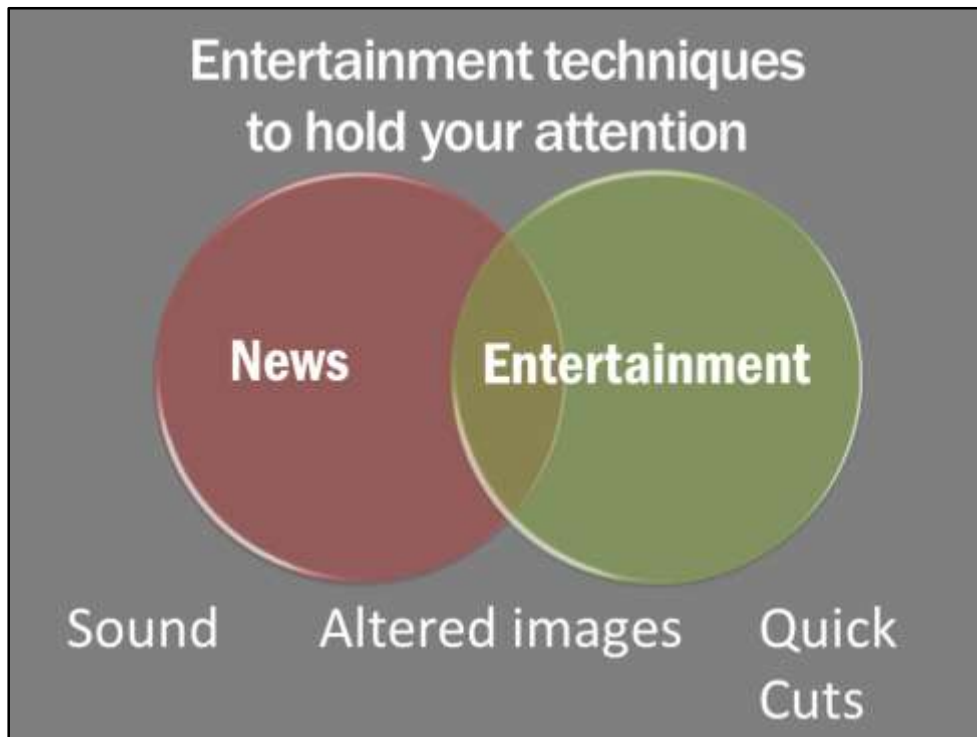 Entertainment techniques
to hold your attention
News
Entertainment
Sound
Altered images
Quick
Cuts